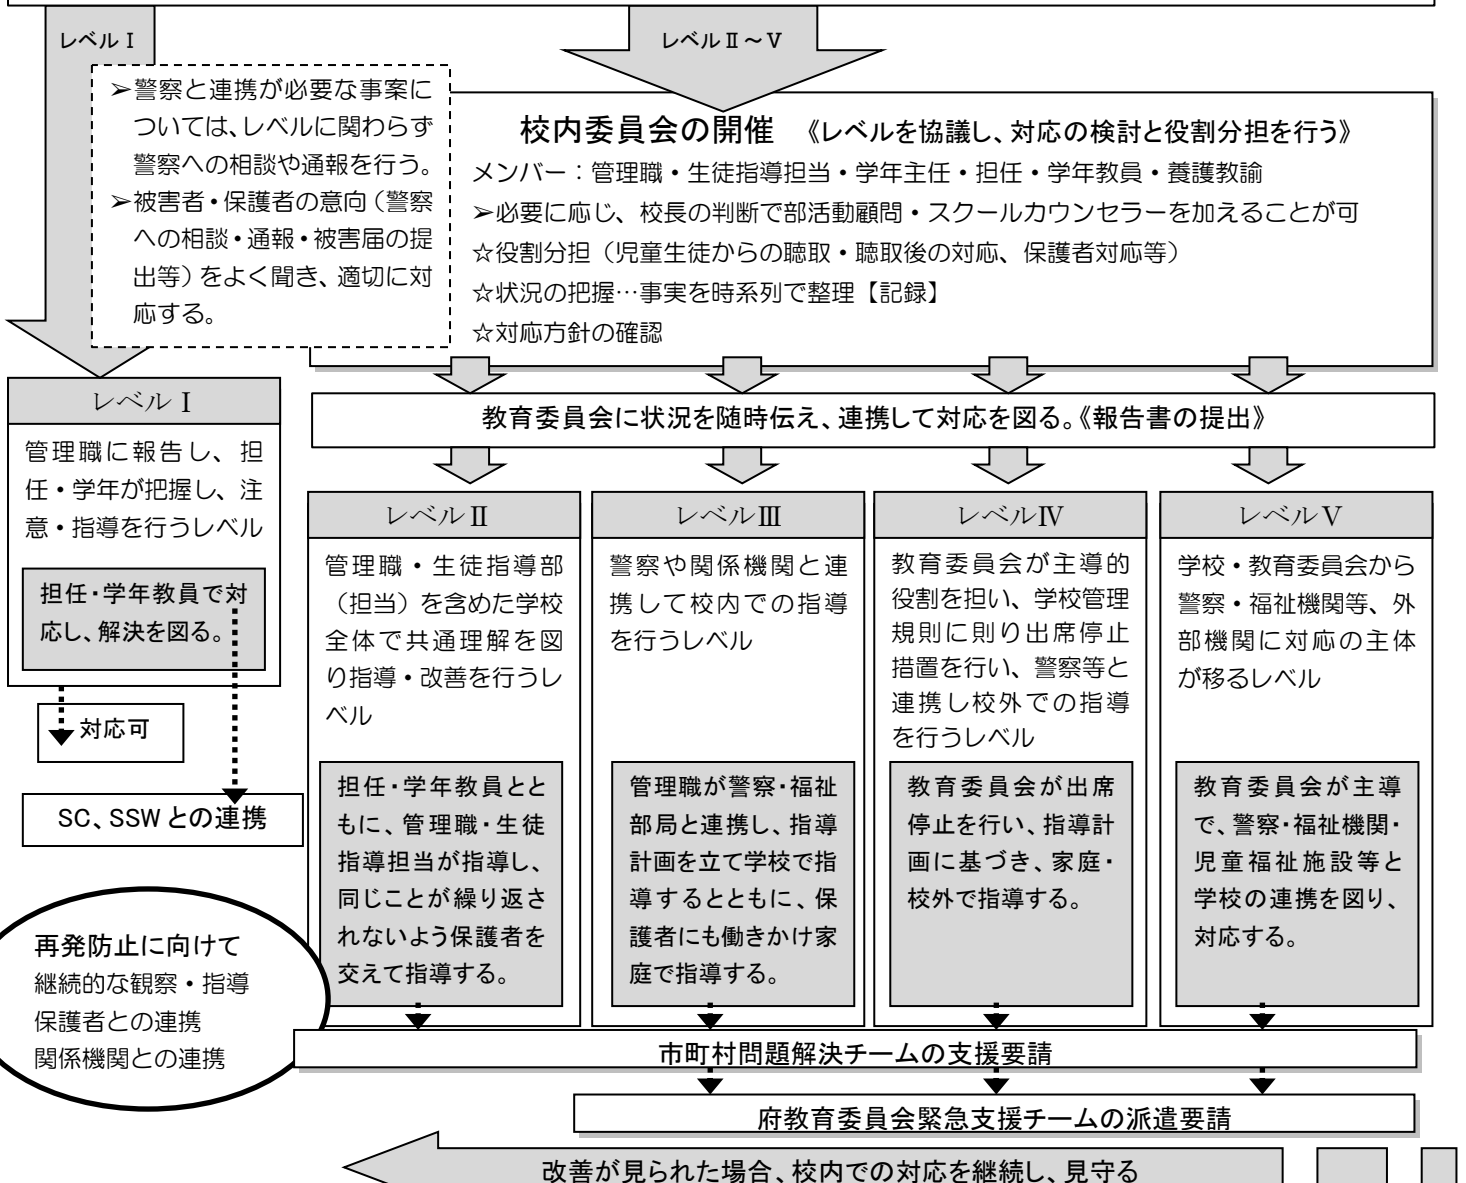 レベルⅠ
レベルⅡ～Ⅴ
➢警察と連携が必要な事案に
ついては、レベルに関わらず
警察への相談や通報を行う。
➢被害者・保護者の意向（警察
への相談・通報・被害届の提
出等）をよく聞き、適切に対
応する。
校内委員会の開催　《レベルを協議し、対応の検討と役割分担を行う》
メンバー：管理職・生徒指導担当・学年主任・担任・学年教員・養護教諭
➢必要に応じ、校長の判断で部活動顧問・スクールカウンセラーを加えることが可
☆役割分担（児童生徒からの聴取・聴取後の対応、保護者対応等）
☆状況の把握…事実を時系列で整理【記録】
☆対応方針の確認
教育委員会に状況を随時伝え、連携して対応を図る。《報告書の提出》
レベルⅠ
管理職に報告し、担
任・学年が把握し、注
意・指導を行うレベル
担任・学年教員で対
応し、解決を図る。
対応可
SC、SSWとの連携
再発防止に向けて
継続的な観察・指導
保護者との連携
関係機関との連携
レベルⅡ
管理職・生徒指導部
（担当）を含めた学校
全体で共通理解を図
り指導・改善を行うレ
ベル
担任・学年教員とと
もに、管理職・生徒
指導担当が指導し、
同じことが繰り返さ
れないよう保護者を
交えて指導する。
レベルⅢ
警察や関係機関と連
携して校内での指導
を行うレベル
管理職が警察・福祉
部局と連携し、指導
計画を立て学校で指
導するとともに、保
護者にも働きかけ家
庭で指導する。
レベルⅣ
教育委員会が主導的
役割を担い、学校管理
規則に則り出席停止
措置を行い、警察等と
連携し校外での指導
を行うレベル
教育委員会が出席
停止を行い、指導計
画に基づき、家庭・
校外で指導する。
レベルⅤ
学校・教育委員会から
警察・福祉機関等、外
部機関に対応の主体
が移るレベル
教育委員会が主導
で、警察・福祉機関・
児童福祉施設等と
学校の連携を図り、
対応する。
市町村問題解決チームの支援要請
府教育委員会緊急支援チームの派遣要請
改善が見られた場合、校内での対応を継続し、見守る